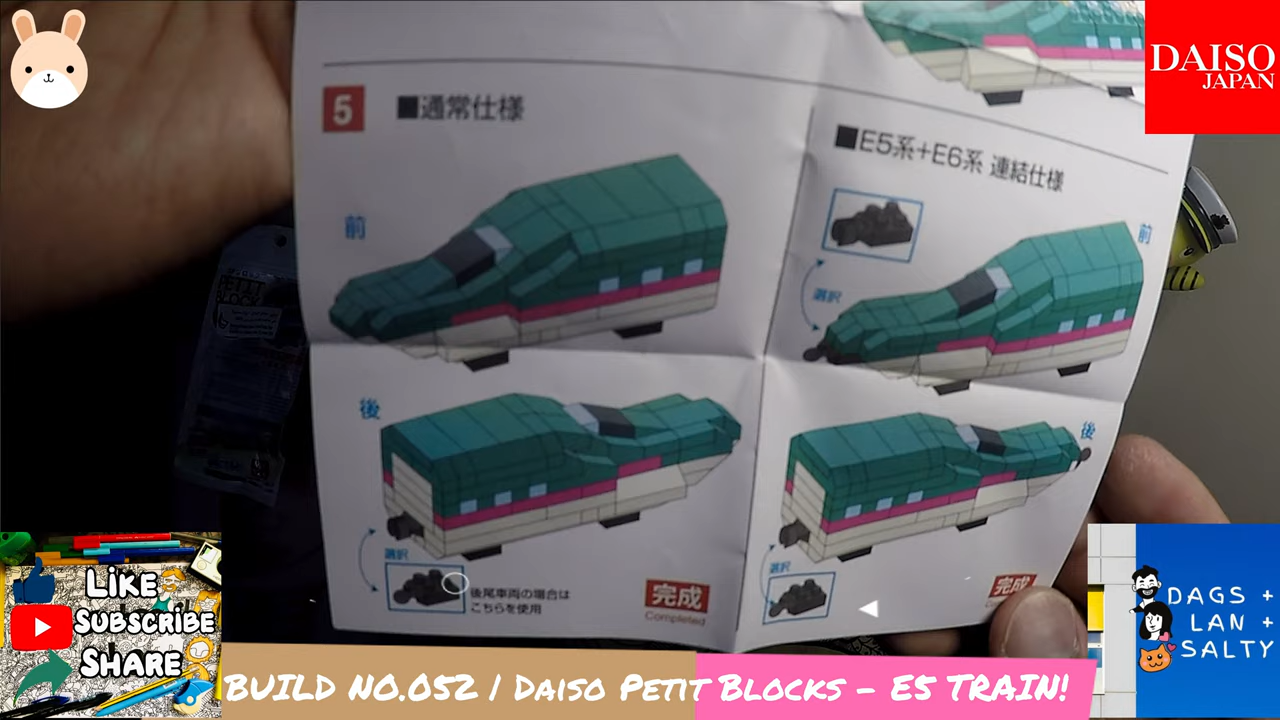 DAISO
JAPAN
5
■通常仕様
前
後
選択
後尾車両の場合は
こちらを使用
完成
Completed
■E5系+E6系 連結仕様
前
選択
後
選択
完成
PETIT
BLOCK
LIKE
SUBSCRIBE
SHARE
DAGS +
LAN +
SALTY
BUILD NO.052 | DAISO PETIT BLOCKS - E5 TRAIN!